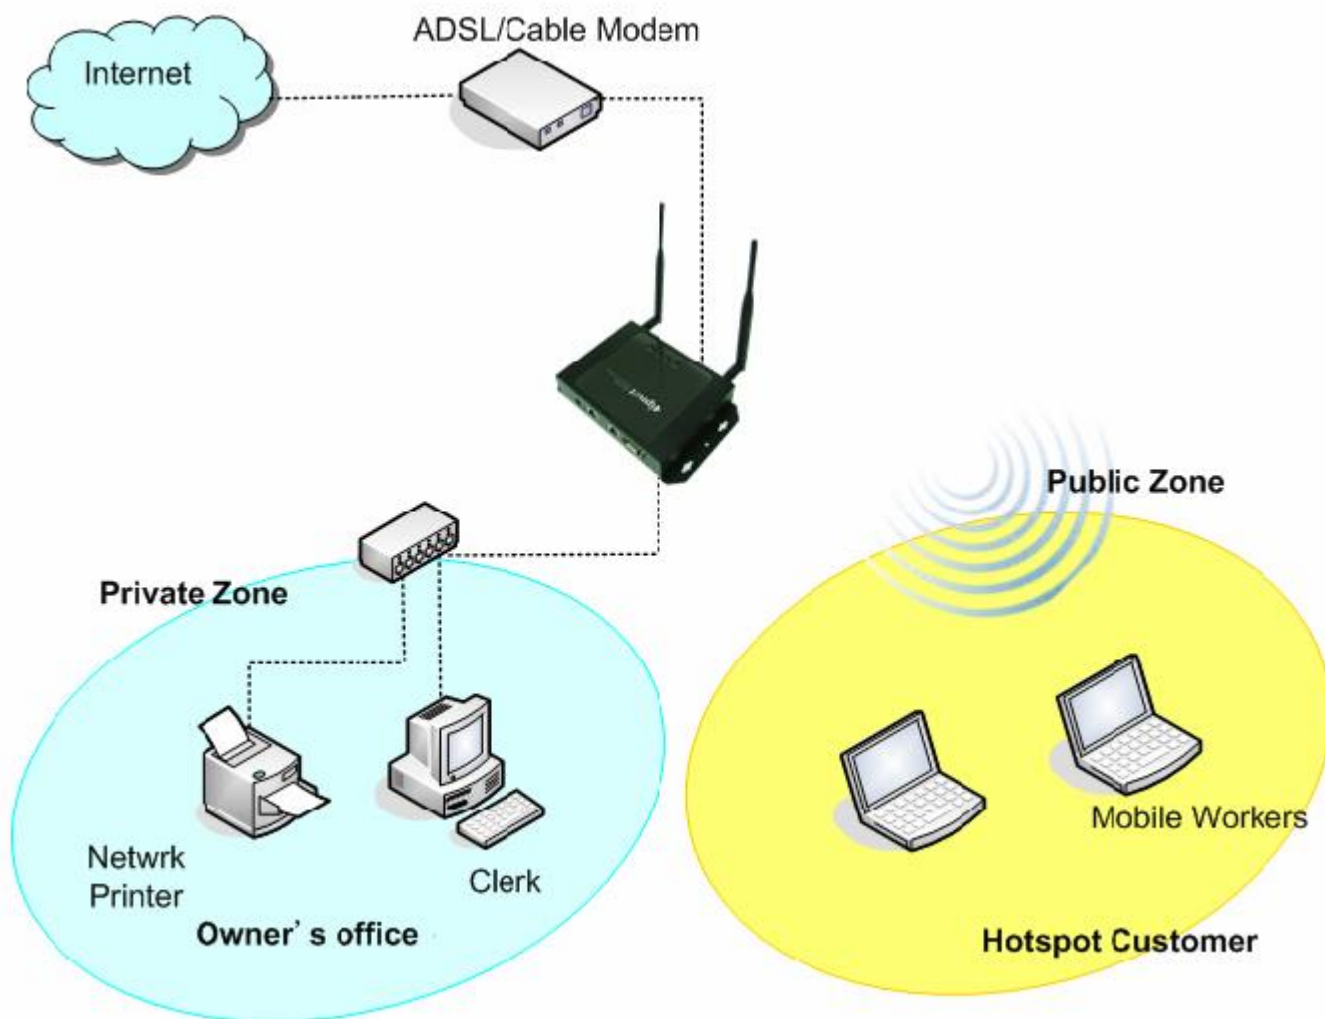 ADSL/Cable Modem
Internet
Public Zone
Private Zone
Mobile Workers
Netwrk
Printer
Clerk
Owner's office
Hotspot Customer